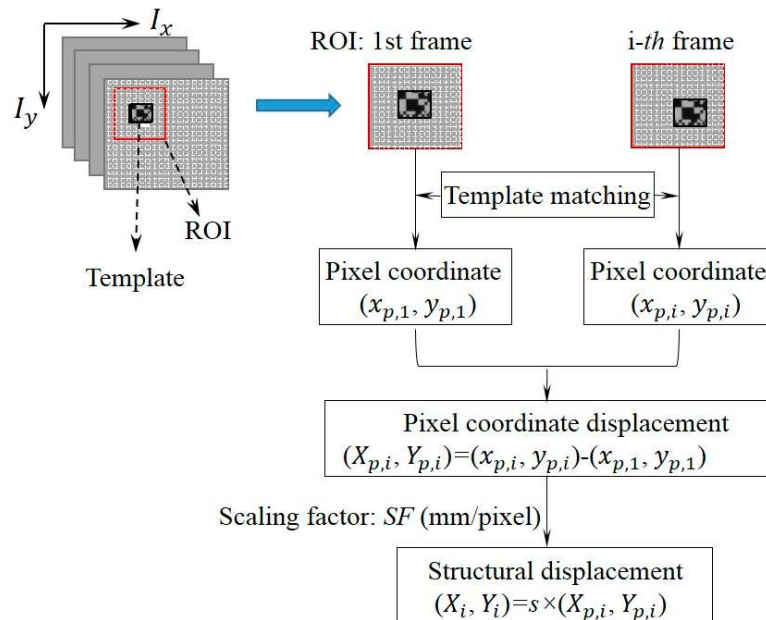 I_x
I_y
Template
ROI
ROI: 1st frame
i-th frame
Template matching
Pixel coordinate
(x_{p,1}, y_{p,1})
Pixel coordinate
(x_{p,i}, y_{p,i})
Pixel coordinate displacement
(X_{p,i}, Y_{p,i})=(x_{p,i}, y_{p,i})-(x_{p,1}, y_{p,1})
Scaling factor: SF (mm/pixel)
Structural displacement
(X_i, Y_i)=s×(X_{p,i}, Y_{p,i})